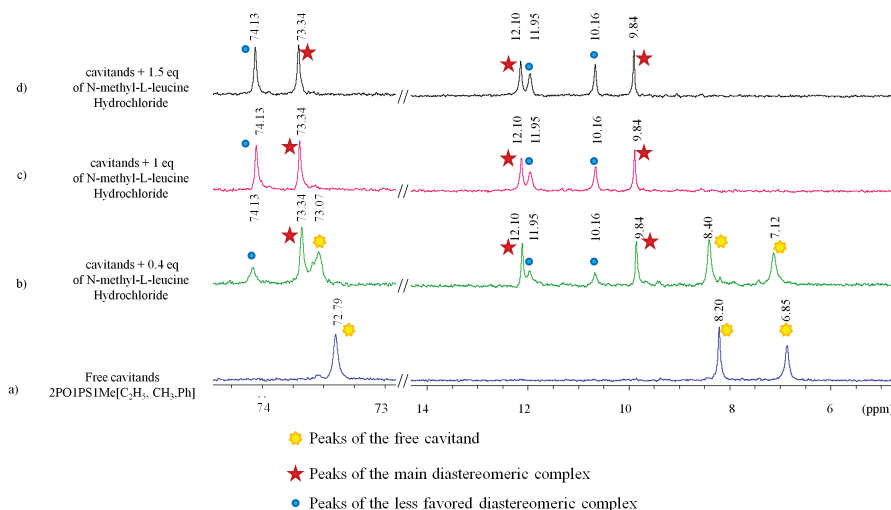 74.13
73.34
12.10
11.95
10.16
9.84
d)
cavitands + 1.5 eq
of N-methyl-L-leucine
Hydrochloride
//
74.13
73.34
12.10
11.95
10.16
9.84
c)
cavitands + 1 eq
of N-methyl-L-leucine
Hydrochloride
//
74.13
73.34
73.07
12.10
11.95
10.16
9.84
8.40
7.12
b)
cavitands + 0.4 eq
of N-methyl-L-leucine
Hydrochloride
//
72.79
8.20
6.85
a)
Free cavitands
2PO1PS1Me[C2H5, CH3,Ph]
//
74 73 14 12 10 8 6 (ppm)
Peaks of the free cavitand
Peaks of the main diastereomeric complex
Peaks of the less favored diastereomeric complex